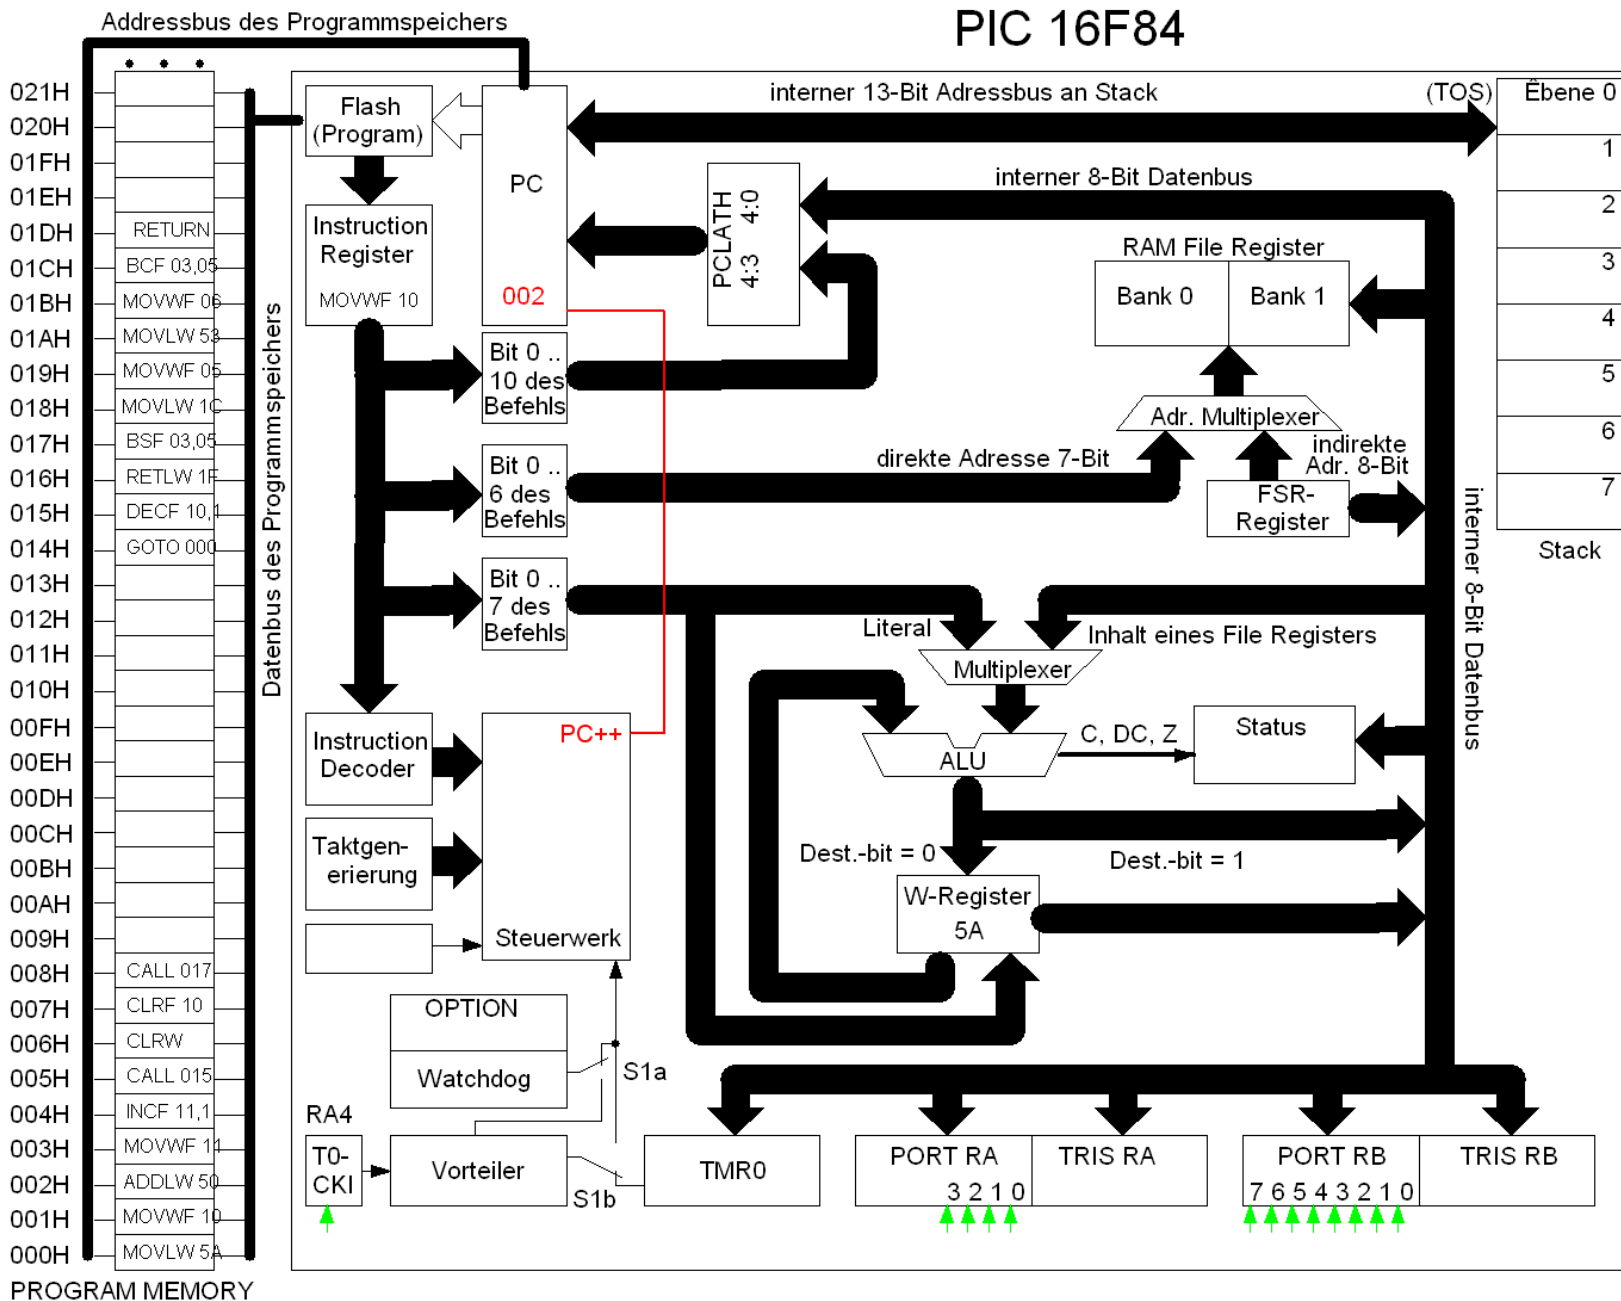 PIC 16F84
Addressbus des Programmspeichers
021H
020H
01FH
01EH
01DH RETURN
01CH BCF 03,05
01BH MOVWF 06
01AH MOVLW 53
019H MOVWF 05
018H MOVLW 1C
017H BSF 03,05
016H RETLW 1F
015H DECF 10,1
014H GOTO 000
013H
012H
011H
010H
00FH
00EH
00DH
00CH
00BH
00AH
009H
008H CALL 017
007H CLRF 10
006H CLRW
005H CALL 015
004H INCF 11,1
003H MOVWF 11
002H ADDLW 50
001H MOVWF 10
000H MOVLW 5A
PROGRAM MEMORY
Datenbus des Programmspeichers
Flash
(Program)
PC
002
Instruction
Register
MOVWF 10
interner 13-Bit Adressbus an Stack
(TOS)
Êbene 0
1
2
3
4
5
6
7
Stack
interner 8-Bit Datenbus
PCLATH
4:3 4:0
RAM File Register
Bank 0
Bank 1
Bit 0 ..
10 des
Befehls
Adr. Multiplexer
direkte Adresse 7-Bit
indirekte
Adr. 8-Bit
Bit 0 ..
6 des
Befehls
FSR-
Register
interner 8-Bit Datenbus
Bit 0 ..
7 des
Befehls
Literal
Inhalt eines File Registers
Multiplexer
Instruction
Decoder
PC++
ALU
C, DC, Z
Status
Taktgen-
erierung
Steuerwerk
Dest.-bit = 0
Dest.-bit = 1
W-Register
5A
OPTION
Watchdog
S1a
RA4
T0-
CKI
Vorteiler
S1b
TMR0
PORT RA
3 2 1 0
TRIS RA
PORT RB
7 6 5 4 3 2 1 0
TRIS RB